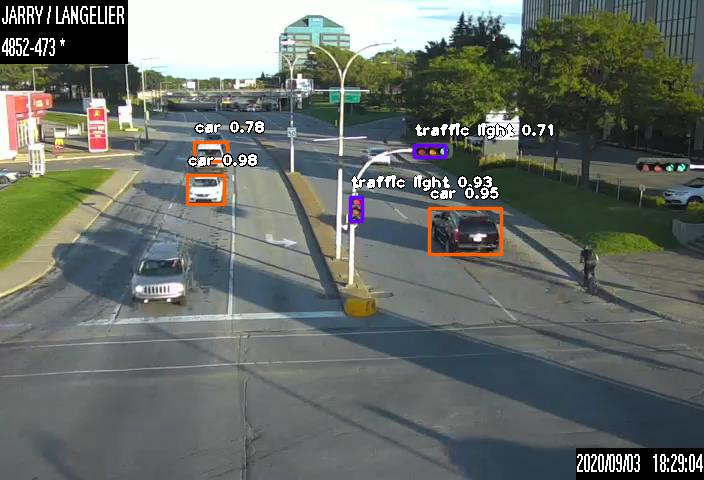 JARRY / LANGELIER
4852-473 *
car 0.78
car 0.98
traffic light 0.71
traffic light 0.93
car 0.95
2020/09/03 18:29:04